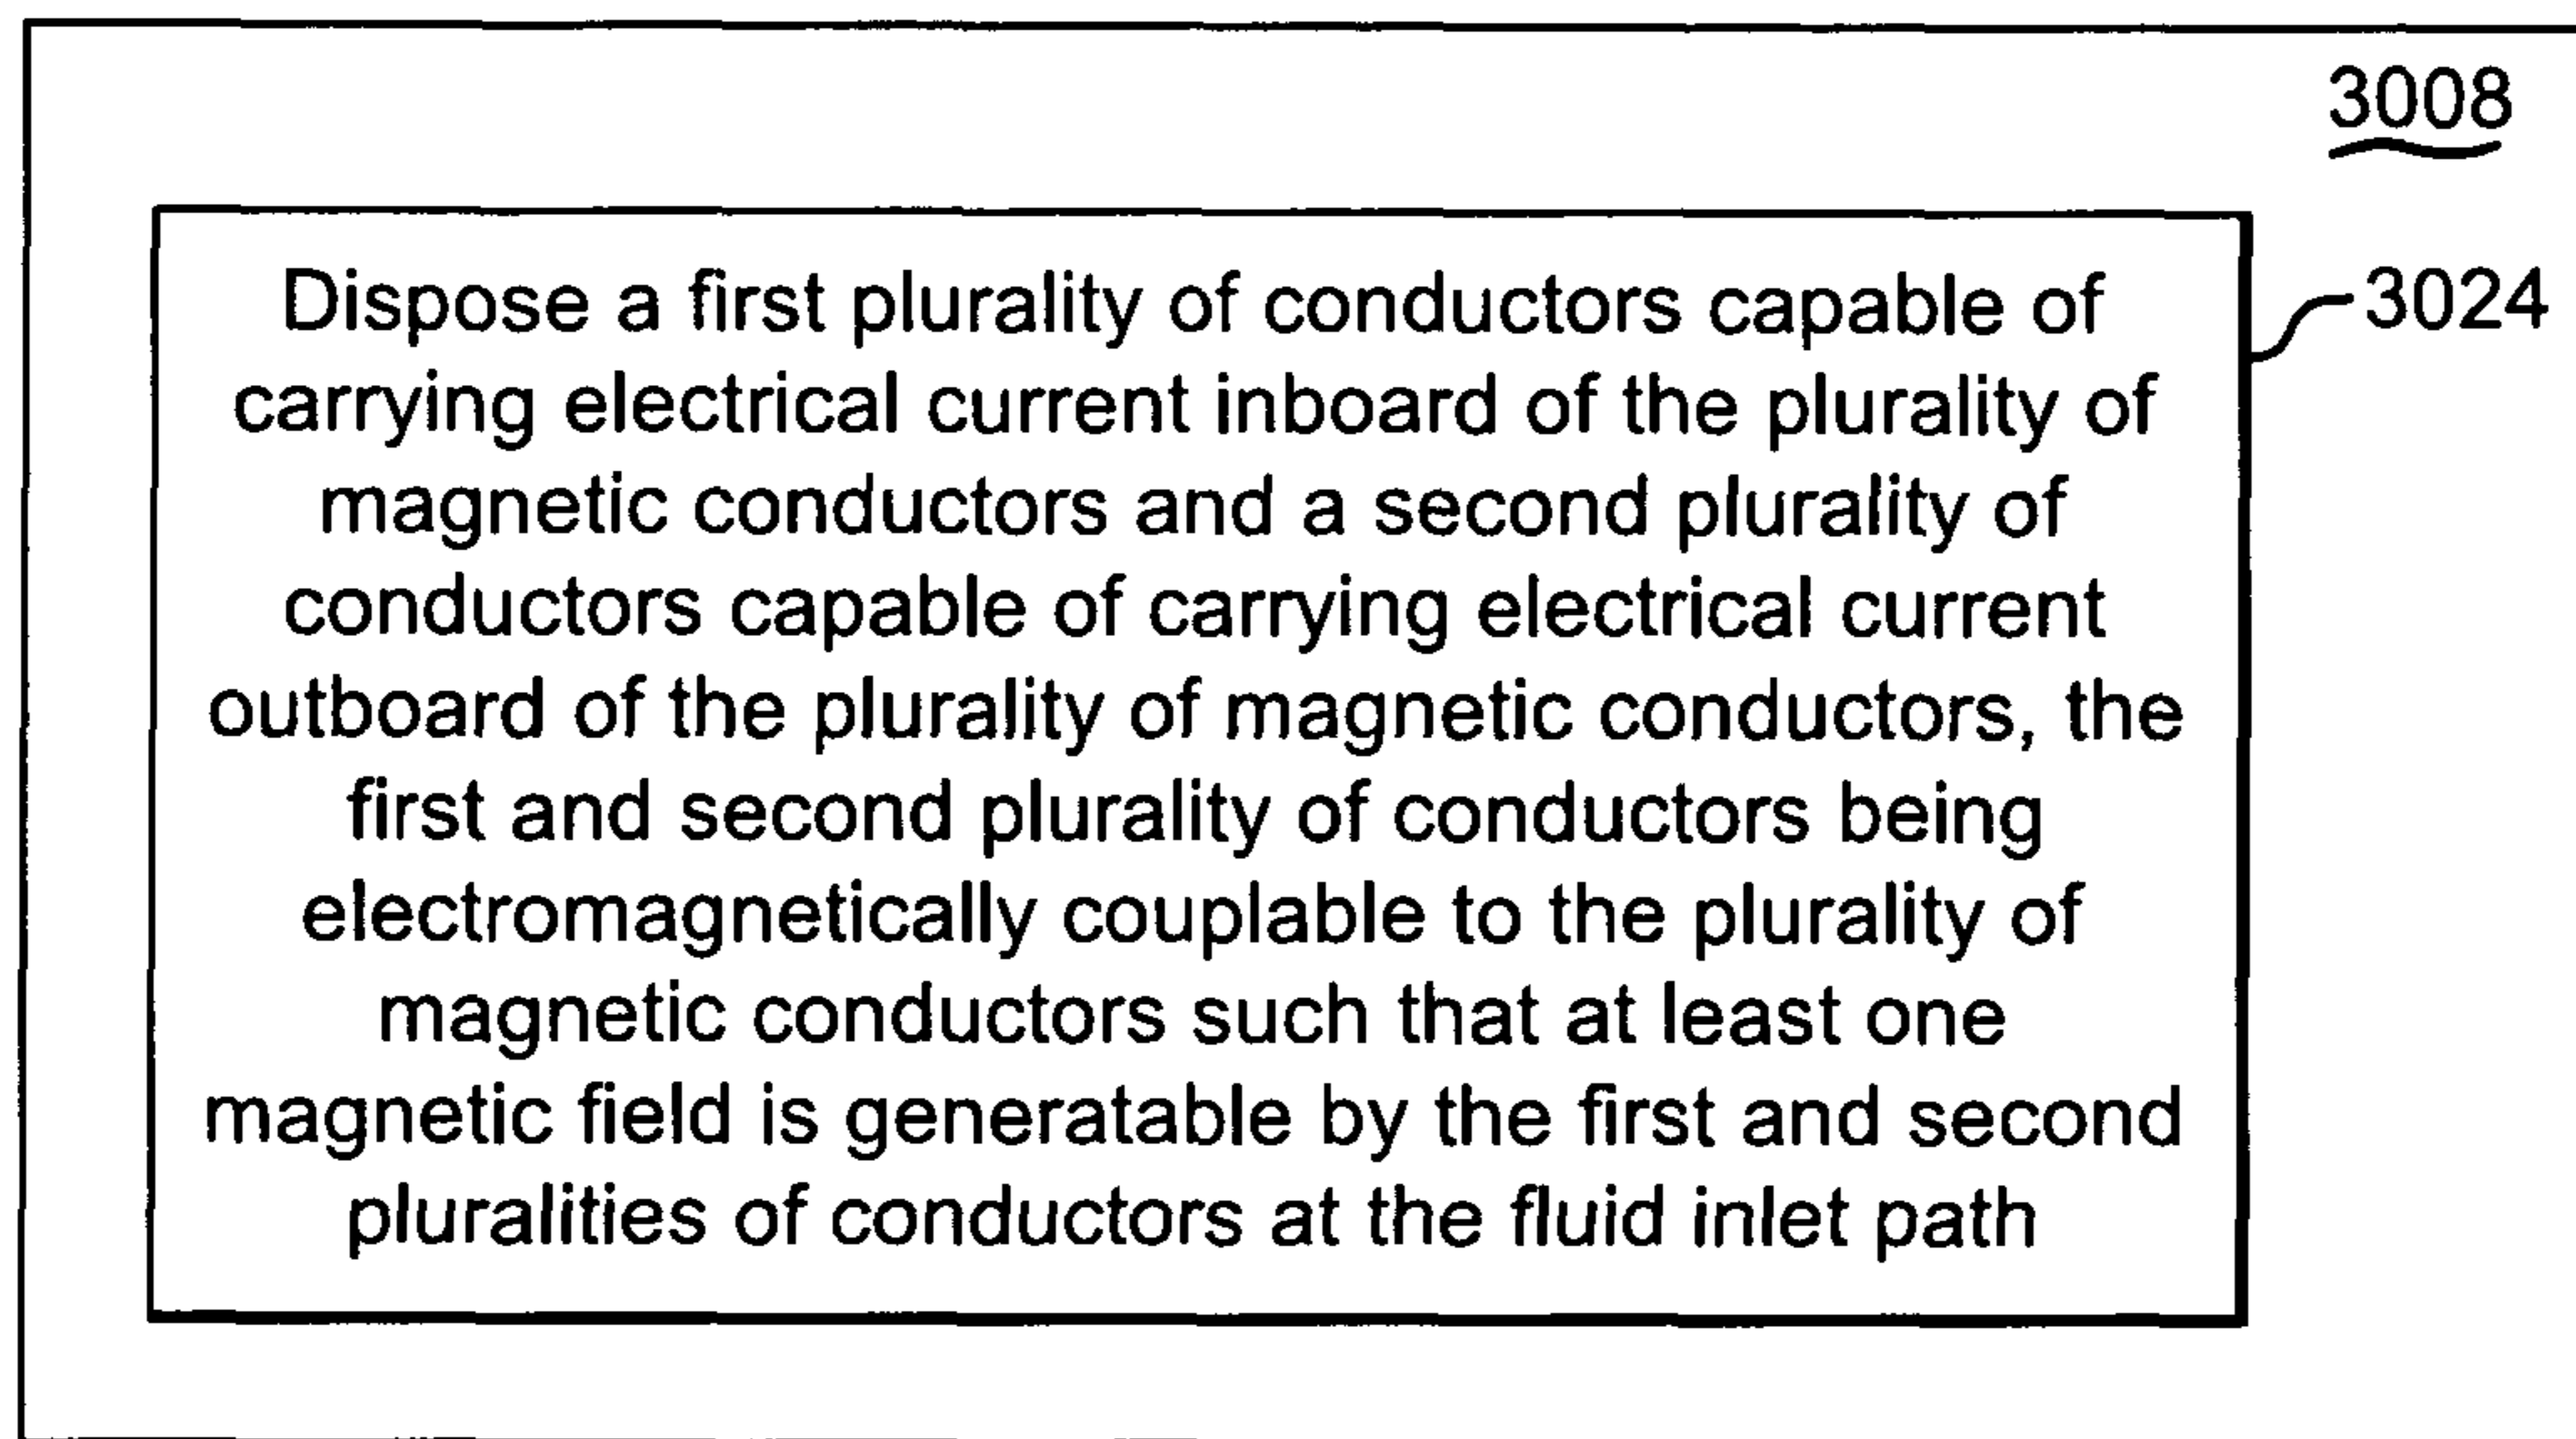 3008
Dispose a first plurality of conductors capable of
carrying electrical current inboard of the plurality of
magnetic conductors and a second plurality of
conductors capable of carrying electrical current
outboard of the plurality of magnetic conductors, the
first and second plurality of conductors being
electromagnetically couplable to the plurality of
magnetic conductors such that at least one
magnetic field is generatable by the first and second
pluralities of conductors at the fluid inlet path
3024